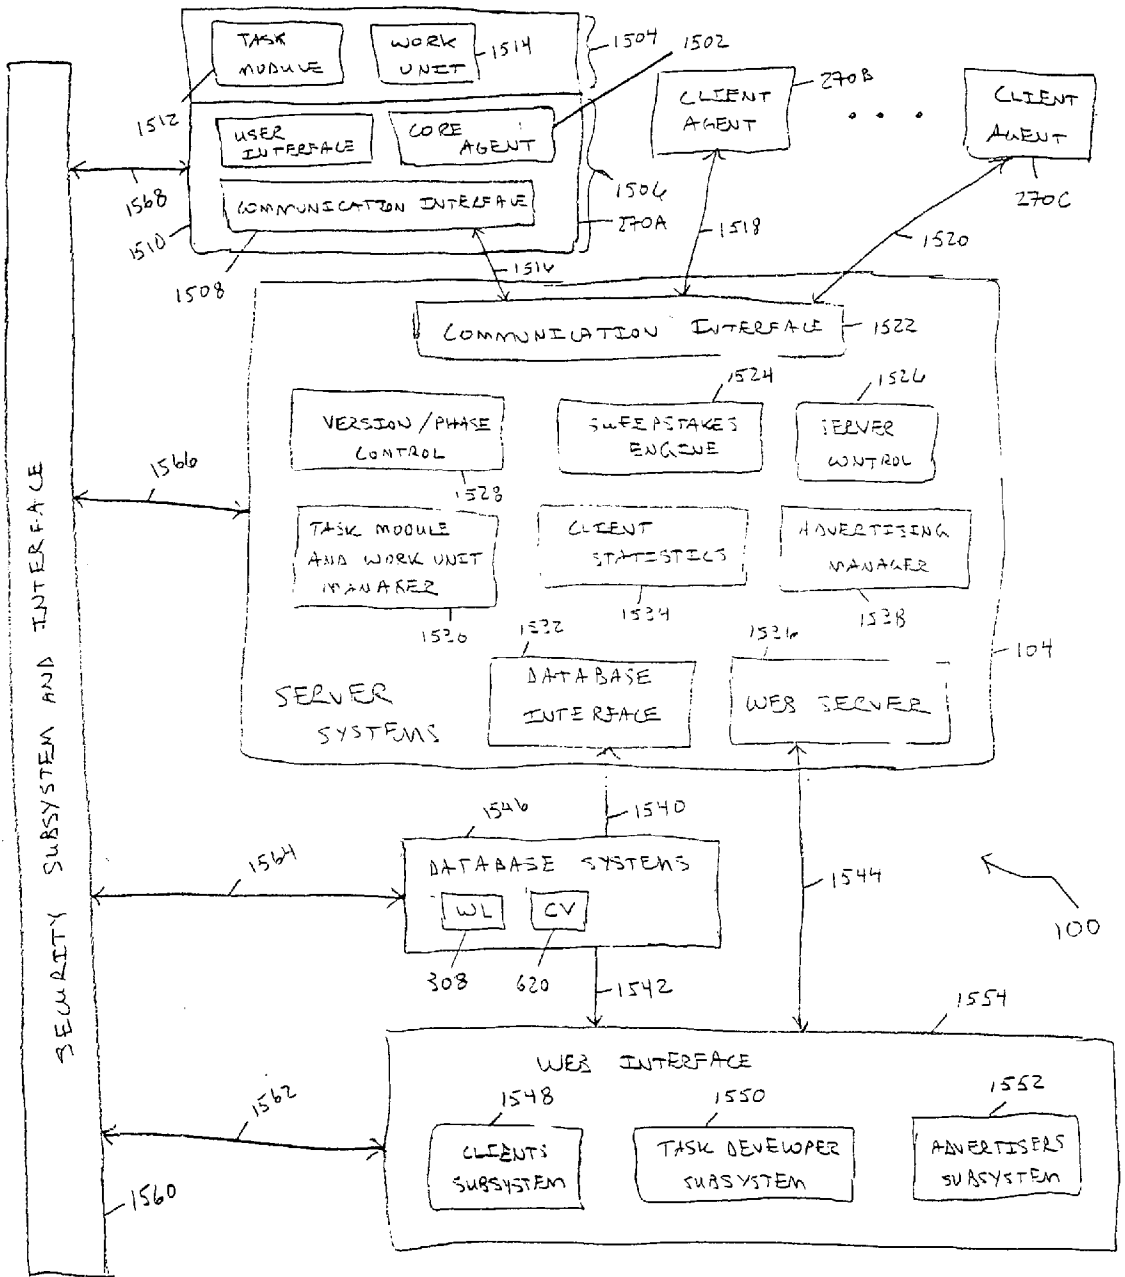 TASK
MODULE
WORK
UNIT
1514
1504
1502
1512
USER
INTERFACE
CORE
AGENT
COMMUNICATION INTERFACE
1506
270A
1510
1508
1568
CLIENT
AGENT
270B
. . .
CLIENT
AGENT
270C
1516
1518
1520
COMMUNICATION INTERFACE
1522
VERSION/PHASE
CONTROL
1528
SWEEPSTAKES
ENGINE
1524
SERVER
CONTROL
1526
1566
TASK MODULE
AND WORK UNIT
MANAGER
1530
CLIENT
STATISTICS
1534
ADVERTISING
MANAGER
1538
SERVER
SYSTEMS
DATABASE
INTERFACE
1532
WEB SERVER
1536
104
SECURITY SUBSYSTEM AND INTERFACE
1546
1540
DATABASE SYSTEMS
WL
CV
308
620
1564
1542
1544
100
1554
WEB INTERFACE
1548
CLIENTS
SUBSYSTEM
1550
TASK DEVELOPER
SUBSYSTEM
1552
ADVERTISERS
SUBSYSTEM
1562
1560